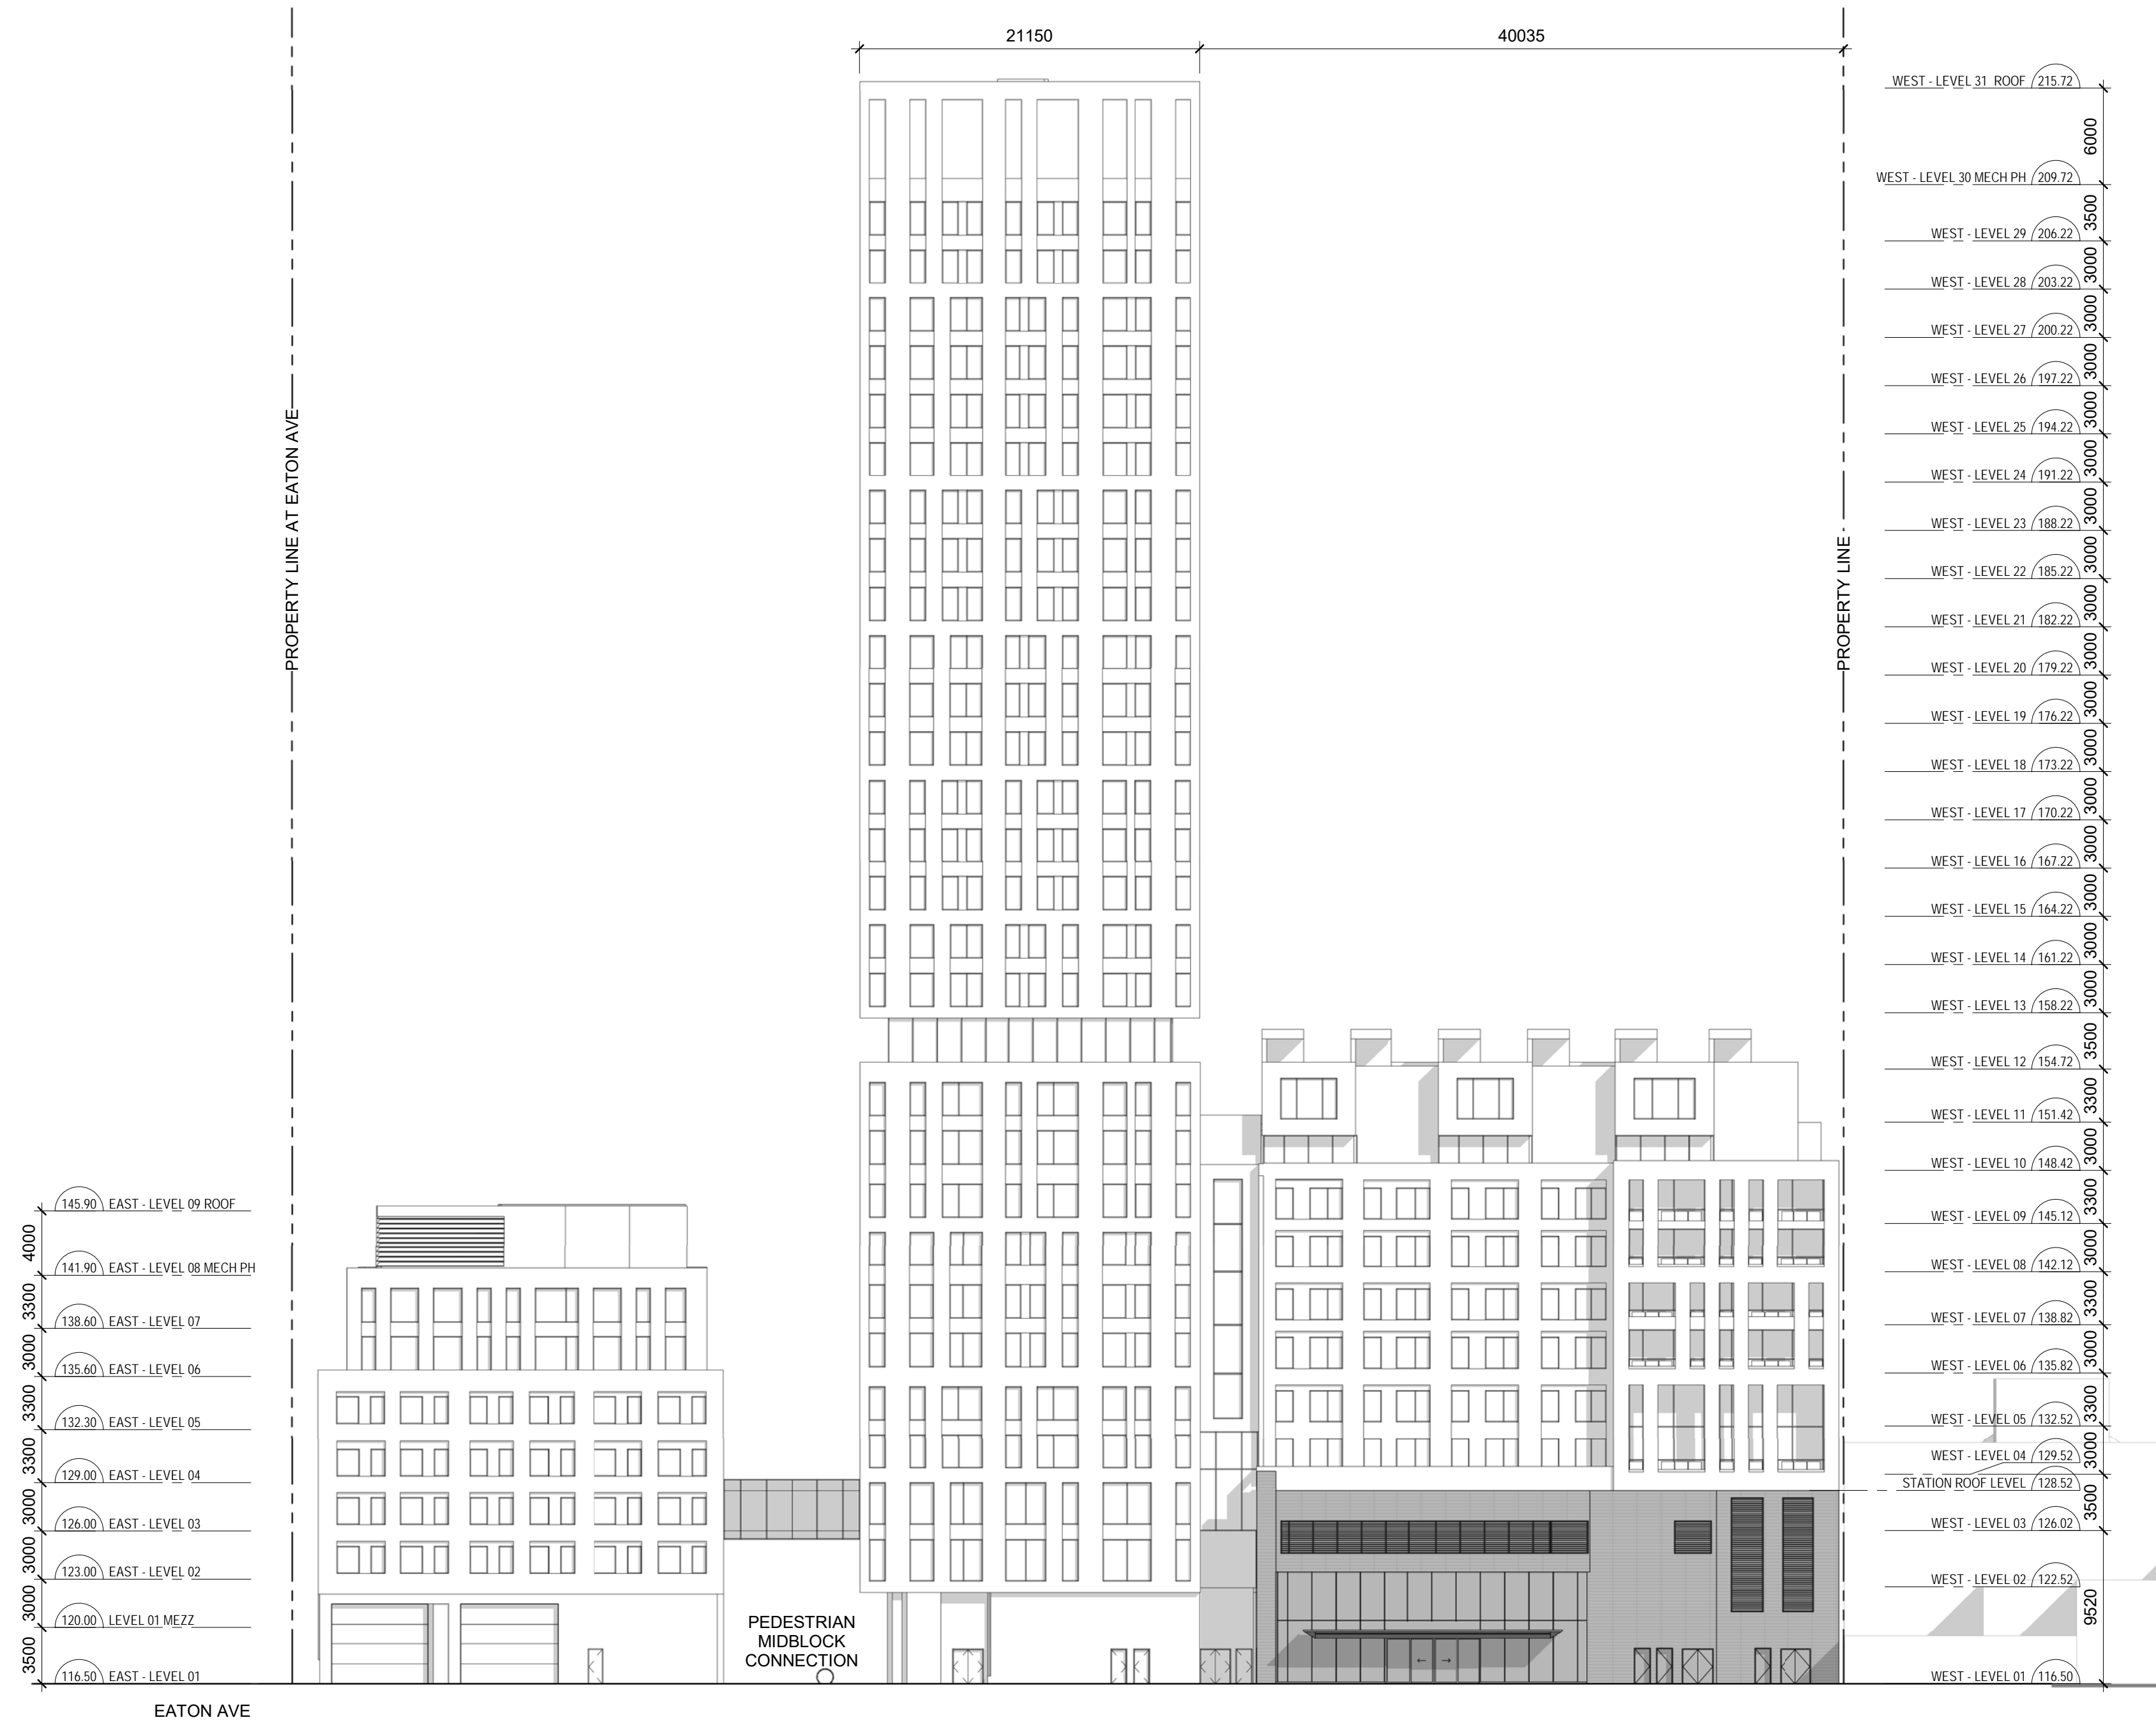 21150
40035
WEST - LEVEL 31 ROOF 215.72
6000
WEST - LEVEL 30 MECH PH 209.72
3500
WEST - LEVEL 29 206.22
3000
WEST - LEVEL 28 203.22
3000
WEST - LEVEL 27 200.22
3000
WEST - LEVEL 26 197.22
3000
WEST - LEVEL 25 194.22
3000
WEST - LEVEL 24 191.22
3000
WEST - LEVEL 23 188.22
3000
WEST - LEVEL 22 185.22
3000
WEST - LEVEL 21 182.22
3000
WEST - LEVEL 20 179.22
3000
WEST - LEVEL 19 176.22
3000
WEST - LEVEL 18 173.22
3000
WEST - LEVEL 17 170.22
3000
WEST - LEVEL 16 167.22
3000
WEST - LEVEL 15 164.22
3000
WEST - LEVEL 14 161.22
3000
WEST - LEVEL 13 158.22
3500
WEST - LEVEL 12 154.72
3300
WEST - LEVEL 11 151.42
3000
WEST - LEVEL 10 148.42
3300
WEST - LEVEL 09 145.12
3000
WEST - LEVEL 08 142.12
3300
WEST - LEVEL 07 138.82
3000
WEST - LEVEL 06 135.82
3300
WEST - LEVEL 05 132.52
3000
WEST - LEVEL 04 129.52
STATION ROOF LEVEL 128.52
3500
WEST - LEVEL 03 126.02
WEST - LEVEL 02 122.52
9520
WEST - LEVEL 01 116.50
PROPERTY LINE AT EATON AVE
PROPERTY LINE
145.90 EAST - LEVEL 09 ROOF
4000
141.90 EAST - LEVEL 08 MECH PH
3300
138.60 EAST - LEVEL 07
3000
135.60 EAST - LEVEL 06
3300
132.30 EAST - LEVEL 05
3300
129.00 EAST - LEVEL 04
3000
126.00 EAST - LEVEL 03
3000
123.00 EAST - LEVEL 02
3000
120.00 LEVEL 01 MEZZ
3500
116.50 EAST - LEVEL 01
PEDESTRIAN
MIDBLOCK
CONNECTION
EATON AVE